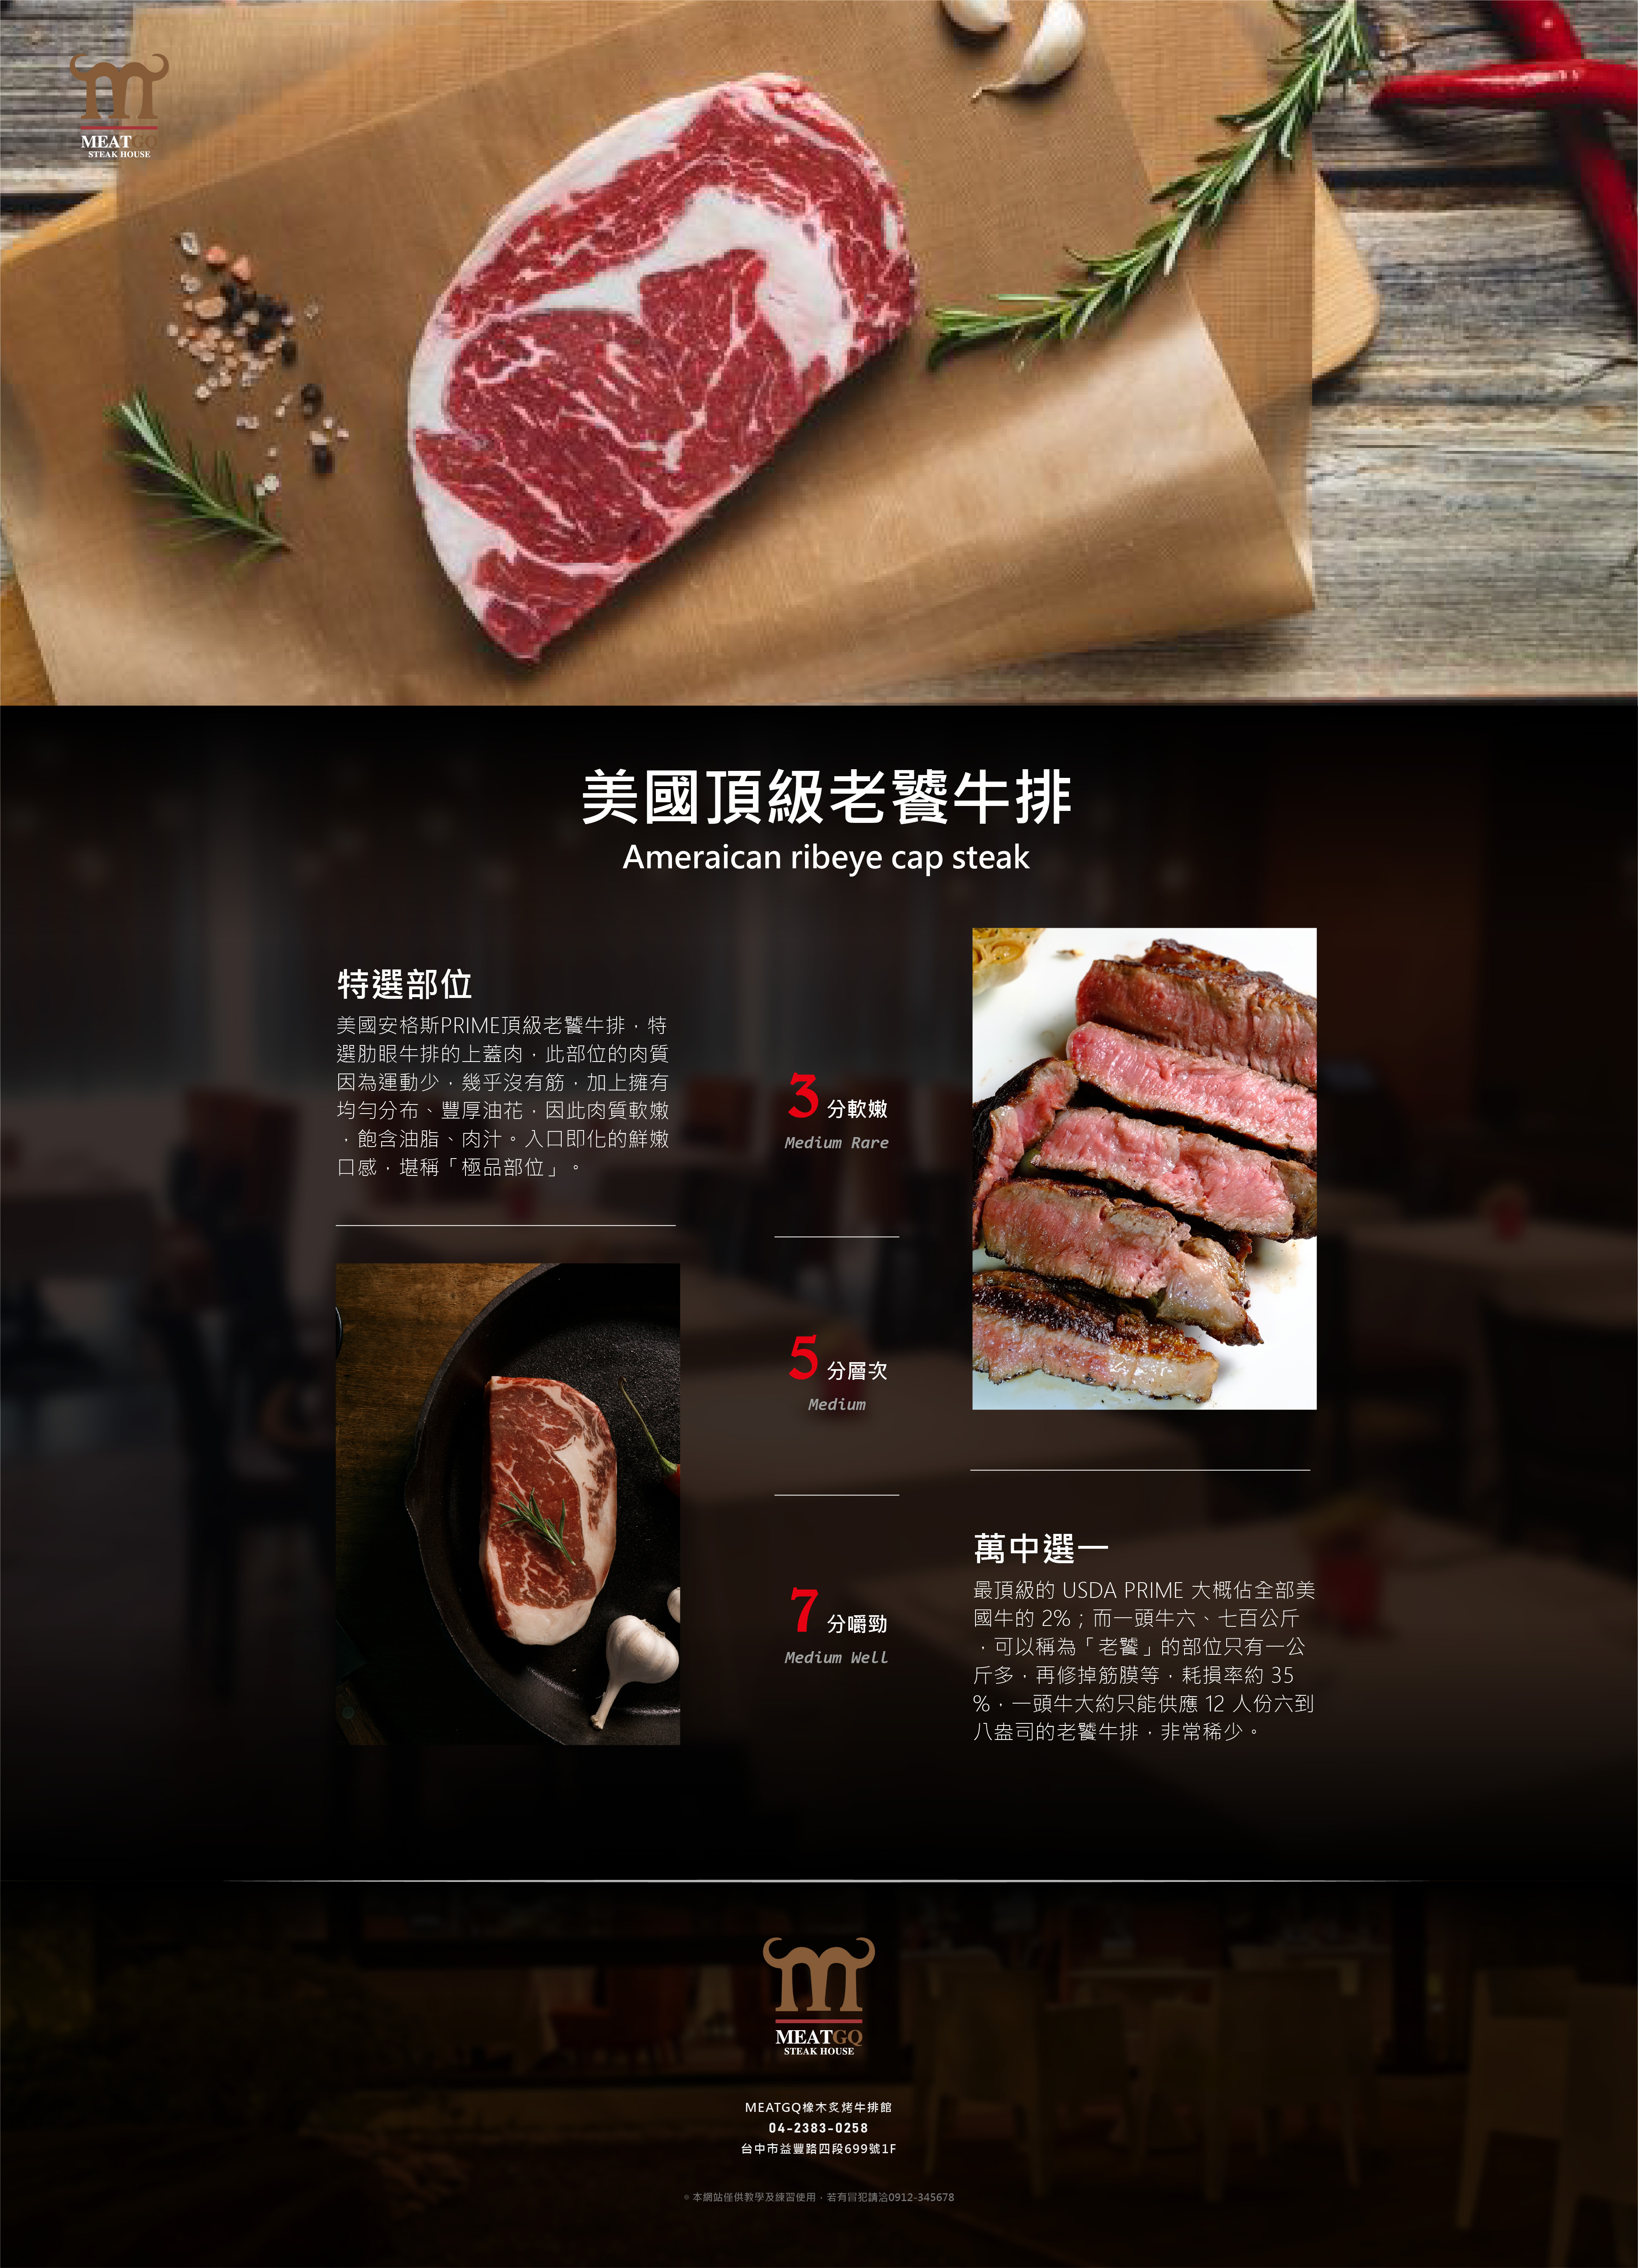 MEATGQ
STEAK HOUSE
美國頂級老饕牛排
Ameraican ribeye cap steak
特選部位
美國安格斯PRIME頂級老饕牛排，特
選肋眼牛排的上蓋肉，此部位的肉質
因為運動少，幾乎沒有筋，加上擁有
均勻分布、豐厚油花，因此肉質軟嫩
，飽含油脂、肉汁。入口即化的鮮嫩
口感，堪稱「極品部位」。
3 分軟嫩
Medium Rare
5 分層次
Medium
7 分嚼勁
Medium Well
萬中選一
最頂級的 USDA PRIME 大概佔全部美
國牛的 2%；而一頭牛六、七百公斤
，可以稱為「老饕」的部位只有一公
斤多，再修掉筋膜等，耗損率約 35
%，一頭牛大約只能供應 12 人份六到
八盎司的老饕牛排，非常稀少。
MEATGQ
STEAK HOUSE
MEATGQ橡木炙烤牛排館
04-2383-0258
台中市益豐路四段699號1F
® 本網站僅供教學及練習使用，若有冒犯請洽0912-345678